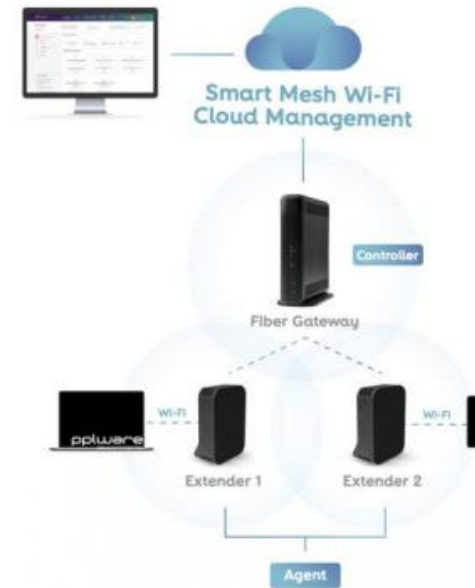 Smart Mesh Wi-Fi
Cloud Management
Controller
Fiber Gateway
Wi-Fi
Wi-Fi
pplware
Extender 1
Extender 2
Agent